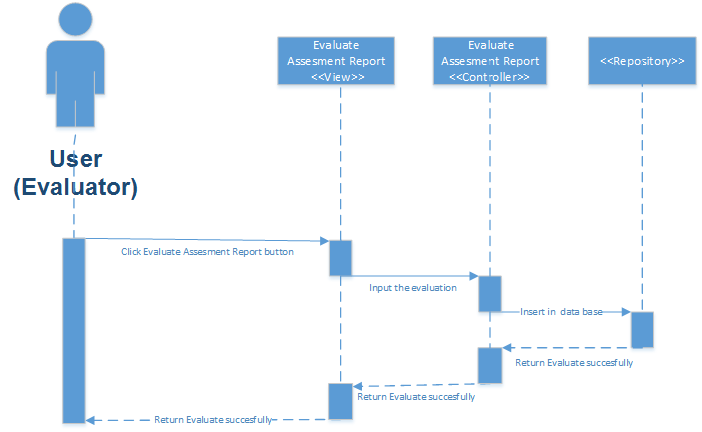 Evaluate
Assesment Report
<<View>>
Evaluate
Assesment Report
<<Controller>>
<<Repository>>
User
(Evaluator)
Click Evaluate Assesment Report button
Input the evaluation
Insert in data base
Return Evaluate succesfully
Return Evaluate succesfully
Return Evaluate succesfully